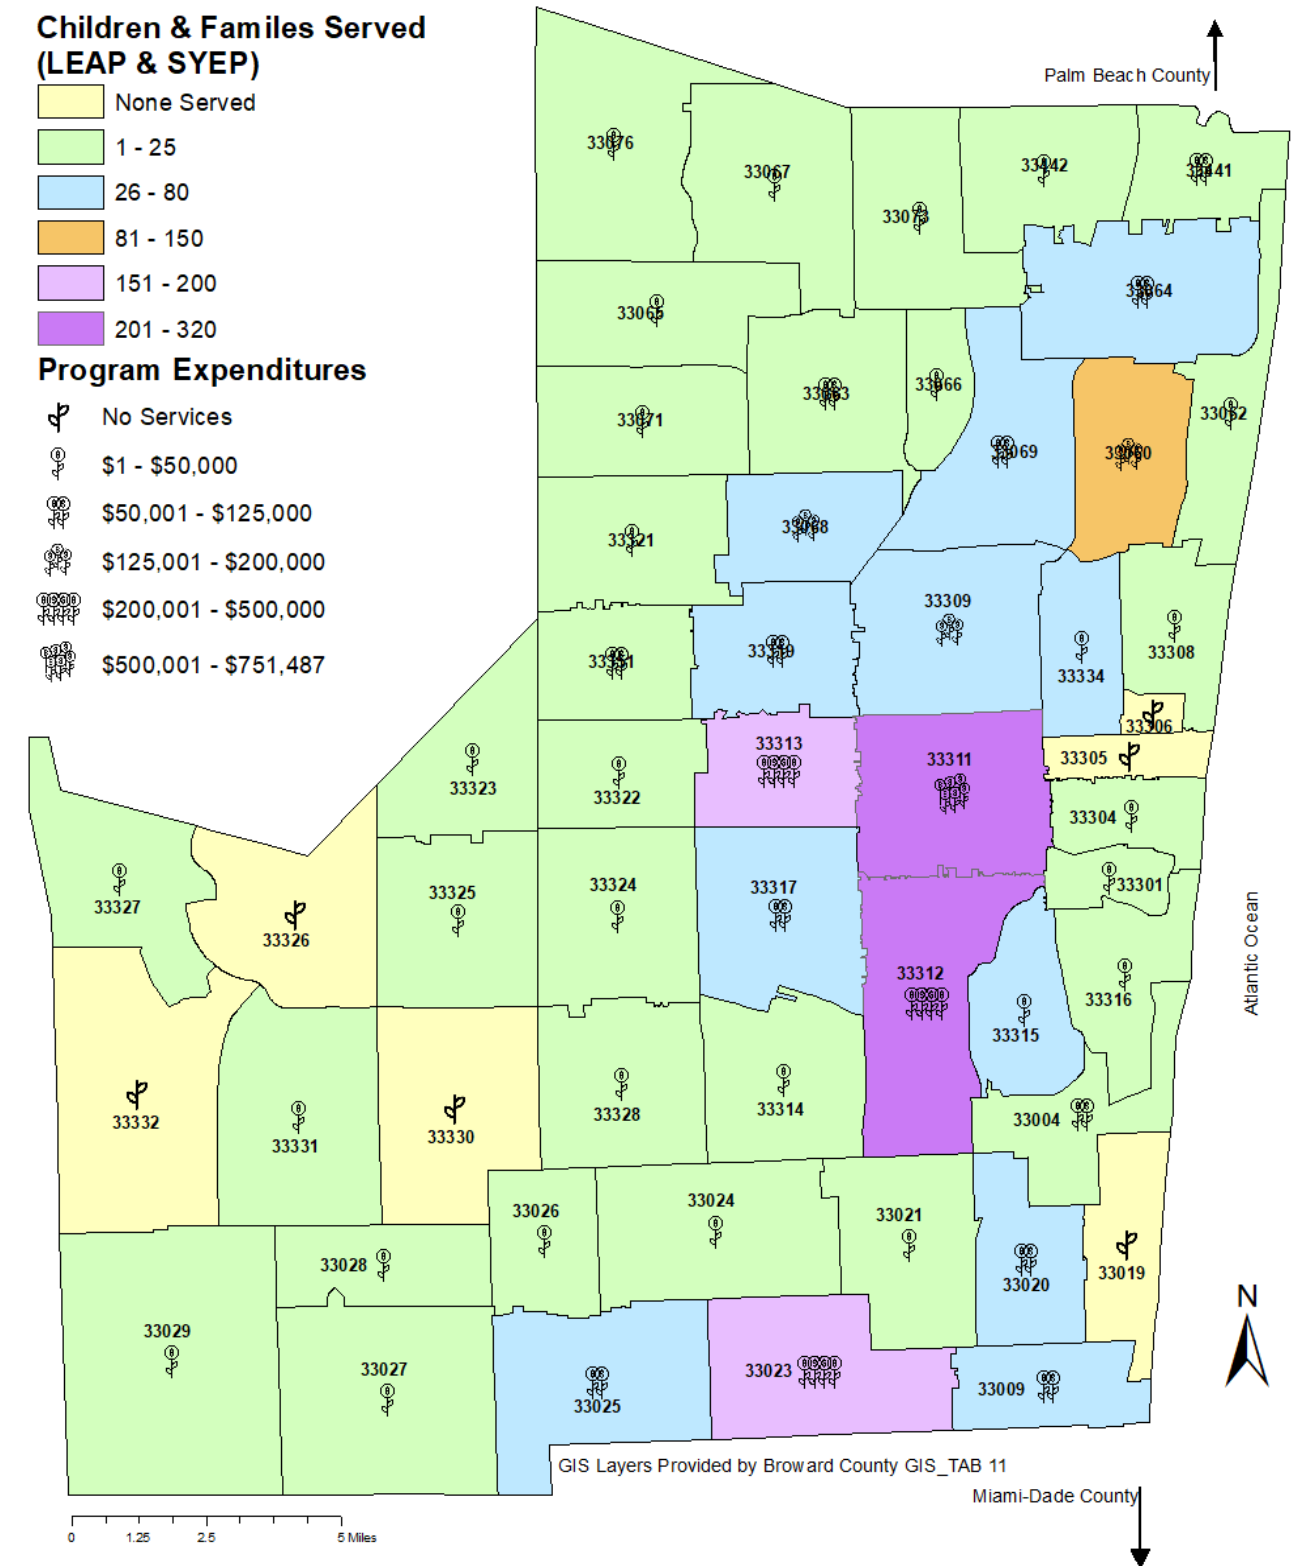 Children & Familes Served
(LEAP & SYEP)
None Served
1 - 25
26 - 80
81 - 150
151 - 200
201 - 320
Program Expenditures
No Services
$1 - $50,000
$50,001 - $125,000
$125,001 - $200,000
$200,001 - $500,000
$500,001 - $751,487
Palm Beach County
33076
33067
33073
33442
33441
33064
33065
33063
33066
33071
33069
33060
33062
33321
33068
33309
33351
33319
33334
33308
33306
33305
33313
33311
33323
33322
33304
33301
33327
33326
33325
33324
33317
33312
33316
33315
Atlantic Ocean
33332
33331
33330
33328
33314
33004
33026
33024
33021
33028
33020
33019
33029
33027
33025
33023
33009
N
GIS Layers Provided by Broward County GIS_TAB 11
Miami-Dade County
0 1.25 2.5 5 Miles